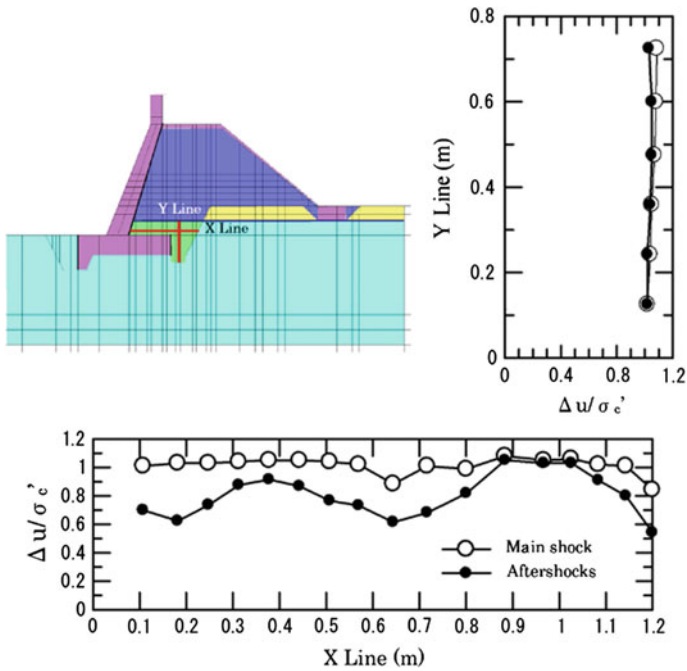 Y Line
X Line
0.8
0.6
0.4
0.2
0
Y Line (m)
0 0.4 0.8 1.2
Δu/σc'
1.2
1
0.8
0.6
0.4
0.2
0
Δu/σc'
Main shock
Aftershocks
0 0.1 0.2 0.3 0.4 0.5 0.6 0.7 0.8 0.9 1 1.1 1.2
X Line (m)